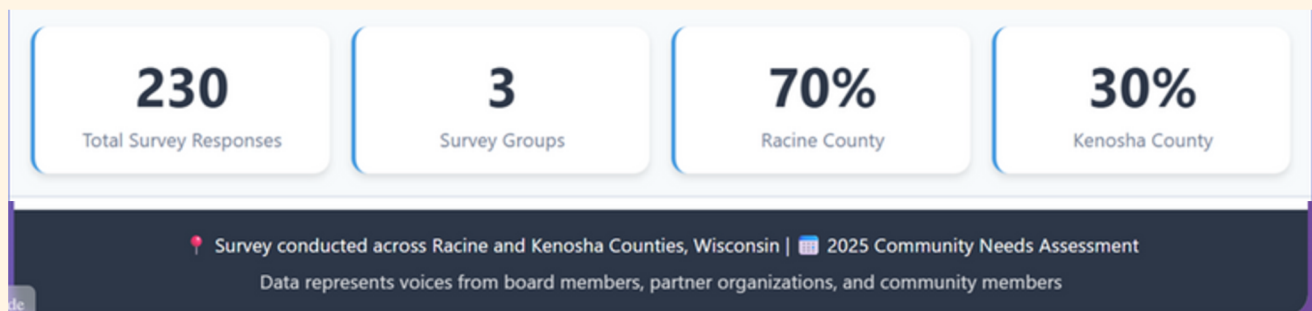 230
Total Survey Responses
3
Survey Groups
70%
Racine County
30%
Kenosha County
📍 Survey conducted across Racine and Kenosha Counties, Wisconsin | 🗓️ 2025 Community Needs Assessment
Data represents voices from board members, partner organizations, and community members
de